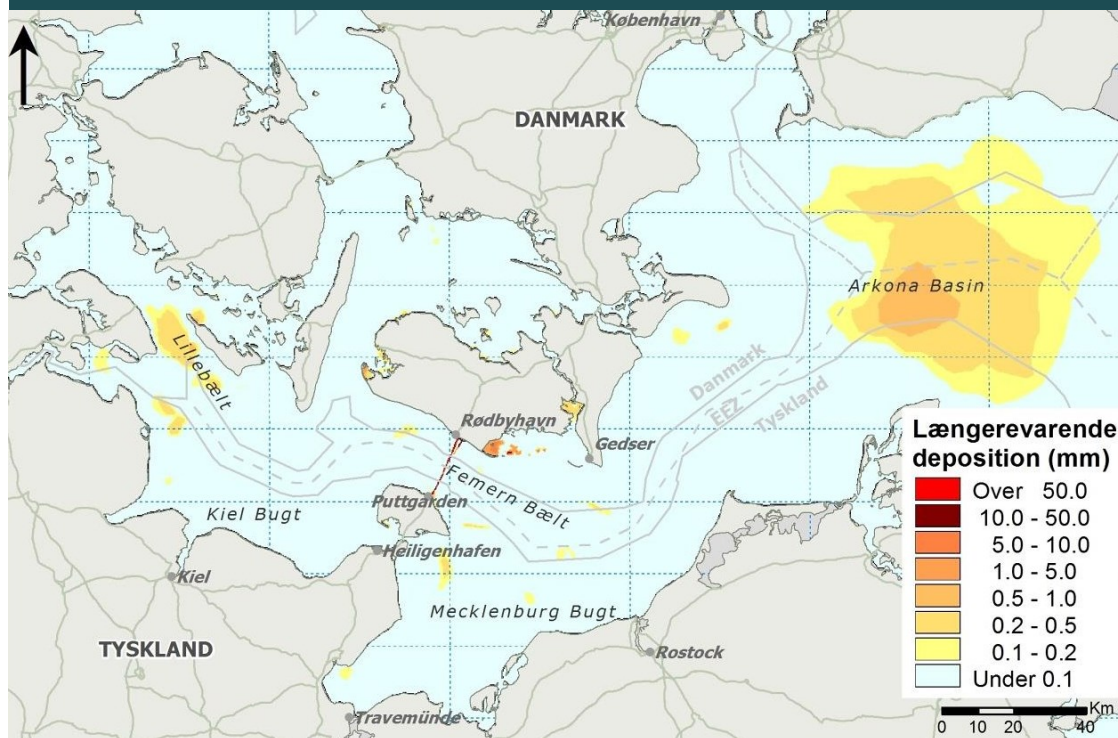 København
DANMARK
Arkona Basin
Lillebælt
Danmark
EEZ
Tyskland
Rødbyhavn
Gedser
Femern Bælt
Puttgarden
Kiel Bugt
Heiligenhafen
Kiel
Mecklenburg Bugt
TYSKLAND
Rostock
Travemünde
Længerevarende
deposition (mm)
Over 50.0
10.0 - 50.0
5.0 - 10.0
1.0 - 5.0
0.5 - 1.0
0.2 - 0.5
0.1 - 0.2
Under 0.1
Km
0 10 20 40